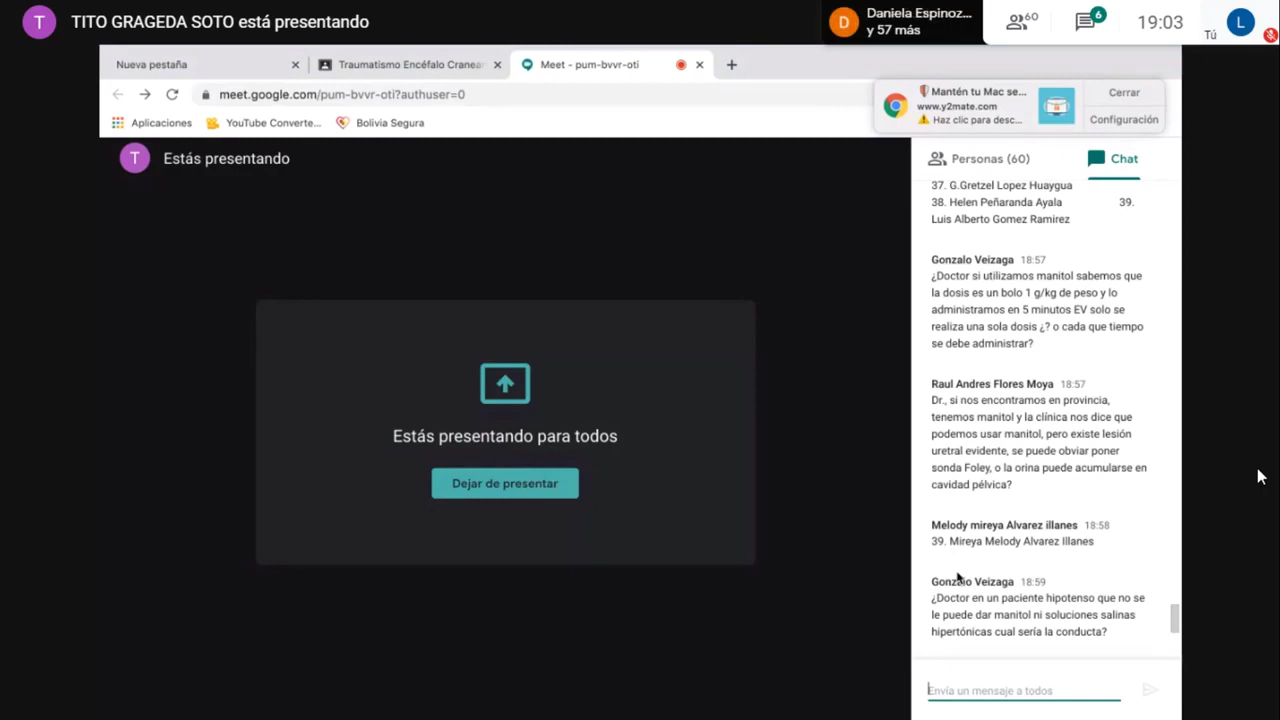 T TITO GRAGEDA SOTO está presentando
D Daniela Espinoz...
y 57 más
60
6
19:03
Tú
L
Nueva pestaña
Traumatismo Encéfalo Cranea
Meet - pum-bvvr-oti
meet.google.com/pum-bvvr-oti?authuser=0
Mantén tu Mac se...
www.y2mate.com
Haz clic para desc...
Cerrar
Configuración
Aplicaciones
YouTube Converte...
Bolivia Segura
T Estás presentando
Personas (60)
Chat
37. G.Gretzel Lopez Huaygua
38. Helen Peñaranda Ayala 39.
Luis Alberto Gomez Ramirez
Gonzalo Veizaga 18:57
¿Doctor si utilizamos manitol sabemos que
la dosis es un bolo 1 g/kg de peso y lo
administramos en 5 minutos EV solo se
realiza una sola dosis ¿? o cada que tiempo
se debe administrar?
Raul Andres Flores Moya 18:57
Dr., si nos encontramos en provincia,
tenemos manitol y la clínica nos dice que
podemos usar manitol, pero existe lesión
uretral evidente, se puede obviar poner
sonda Foley, o la orina puede acumularse en
cavidad pélvica?
Melody mireya Alvarez illanes 18:58
39. Mireya Melody Alvarez Illanes
Gonzalo Veizaga 18:59
¿Doctor en un paciente hipotenso que no se
le puede dar manitol ni soluciones salinas
hipertónicas cual sería la conducta?
Estás presentando para todos
Dejar de presentar
Envía un mensaje a todos